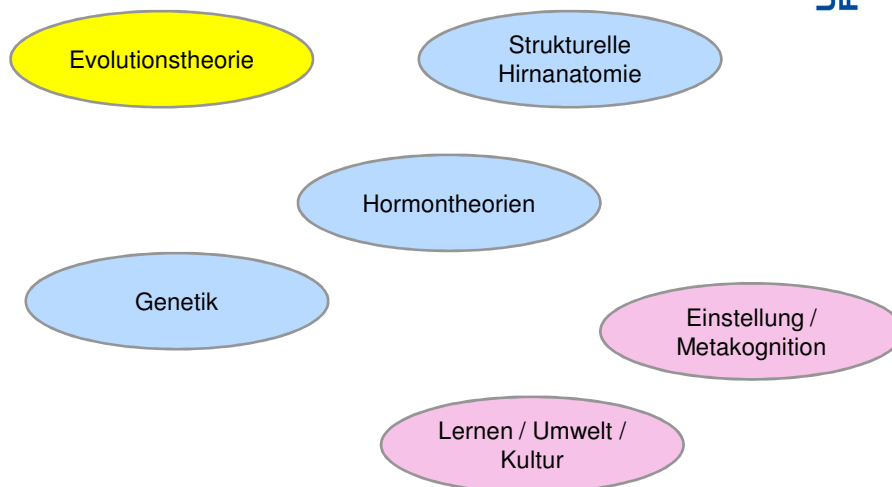 Evolutionstheorie
Strukturelle
Hirnanatomie
Hormontheorien
Genetik
Einstellung /
Metakognition
Lernen / Umwelt /
Kultur